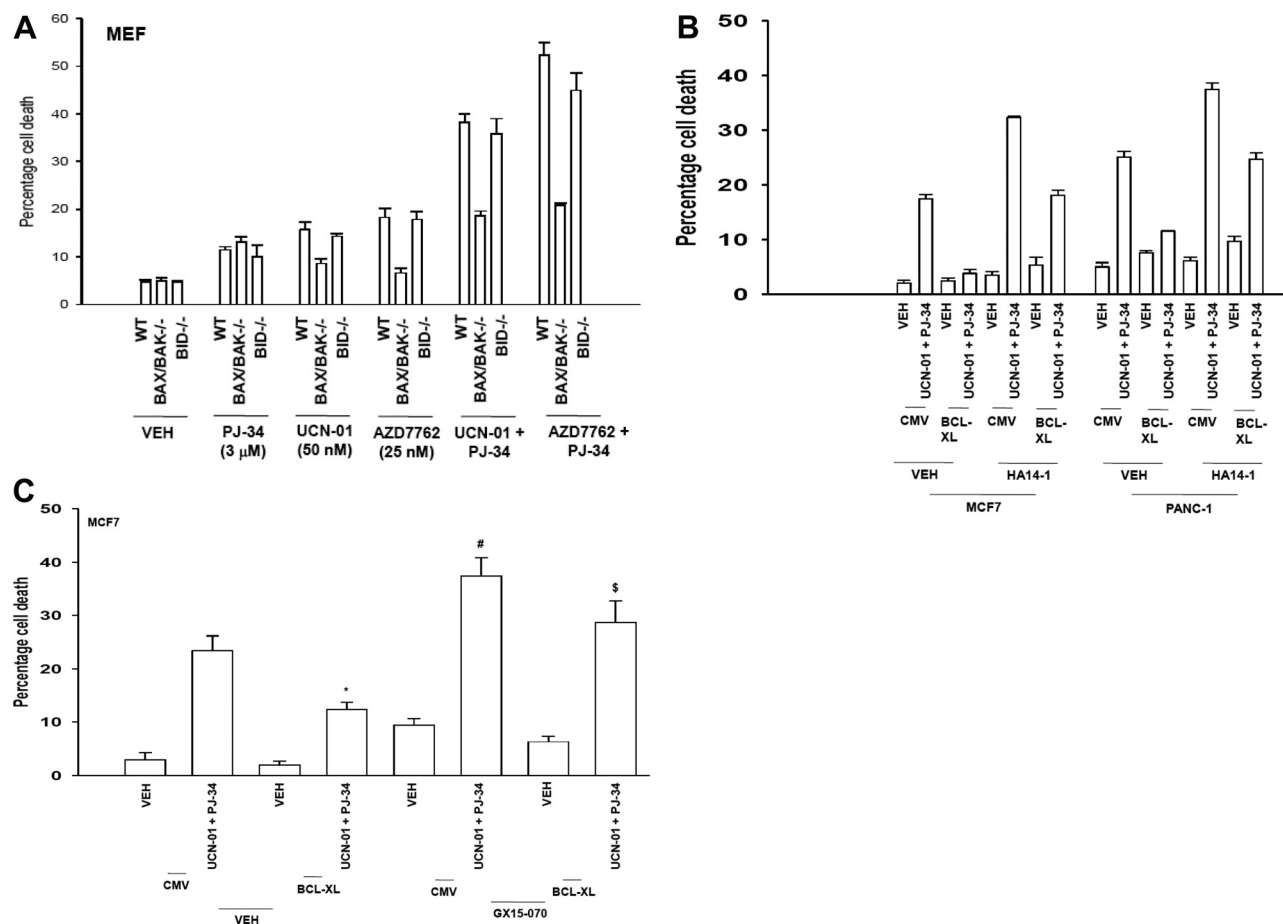 A
MEF
Percentage cell death
60
50
40
30
20
10
0
WT
BAX/BAK-/-
BID-/-
WT
BAX/BAK-/-
BID-/-
WT
BAX/BAK-/-
BID-/-
WT
BAX/BAK-/-
BID-/-
WT
BAX/BAK-/-
BID-/-
WT
BAX/BAK-/-
BID-/-
VEH
PJ-34
(3 μM)
UCN-01
(50 nM)
AZD7762
(25 nM)
UCN-01 +
PJ-34
AZD7762 +
PJ-34
B
Percentage cell death
50
40
30
20
10
0
VEH
UCN-01 + PJ-34
VEH
UCN-01 + PJ-34
VEH
UCN-01 + PJ-34
VEH
UCN-01 + PJ-34
VEH
UCN-01 + PJ-34
VEH
UCN-01 + PJ-34
VEH
UCN-01 + PJ-34
VEH
UCN-01 + PJ-34
CMV
BCL-
XL
CMV
BCL-
XL
CMV
BCL-
XL
CMV
BCL-
XL
VEH
HA14-1
VEH
HA14-1
MCF7
PANC-1
C
MCF7
Percentage cell death
50
40
30
20
10
0
*
#
$
VEH
UCN-01 + PJ-34
VEH
UCN-01 + PJ-34
VEH
UCN-01 + PJ-34
VEH
UCN-01 + PJ-34
CMV
BCL-XL
CMV
BCL-XL
VEH
GX15-070